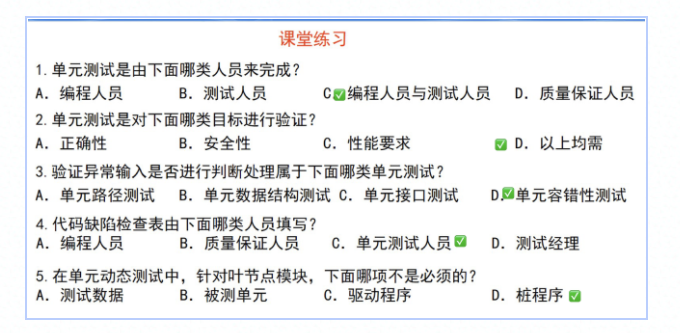 课堂练习
1. 单元测试是由下面哪类人员来完成?
A. 编程人员 B. 测试人员 C✅编程人员与测试人员 D. 质量保证人员
2. 单元测试是对下面哪类目标进行验证?
A. 正确性 B. 安全性 C. 性能要求 ✅ D. 以上均需
3. 验证异常输入是否进行判断处理属于下面哪类单元测试?
A. 单元路径测试 B. 单元数据结构测试 C. 单元接口测试 D✅单元容错性测试
4. 代码缺陷检查表由下面哪类人员填写?
A. 编程人员 B. 质量保证人员 C. 单元测试人员✅ D. 测试经理
5. 在单元动态测试中，针对叶节点模块，下面哪项不是必须的?
A. 测试数据 B. 被测单元 C. 驱动程序 D. 桩程序✅